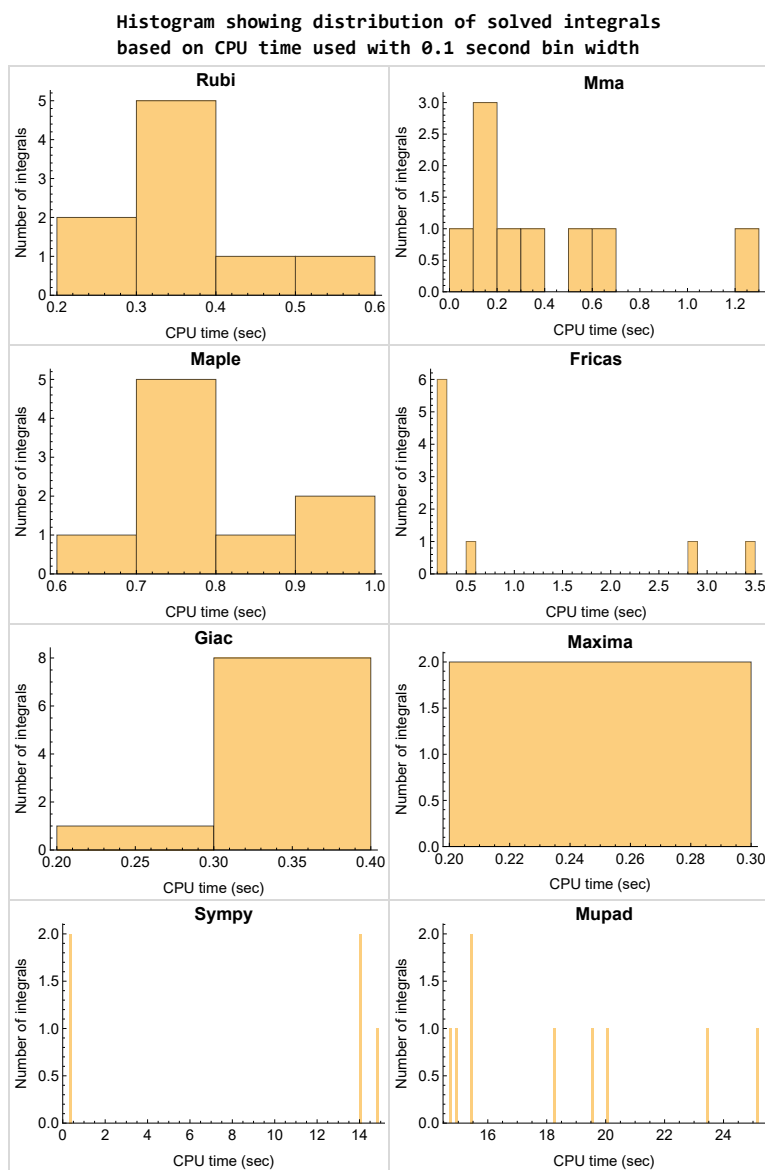 Histogram showing distribution of solved integrals
based on CPU time used with 0.1 second bin width
Rubi
Number of integrals
5
4
3
2
1
0
0.2 0.3 0.4 0.5 0.6
CPU time (sec)
Mma
Number of integrals
3.0
2.5
2.0
1.5
1.0
0.5
0.0
0.0 0.2 0.4 0.6 0.8 1.0 1.2
CPU time (sec)
Maple
Number of integrals
5
4
3
2
1
0
0.6 0.7 0.8 0.9 1.0
CPU time (sec)
Fricas
Number of integrals
6
5
4
3
2
1
0
0.5 1.0 1.5 2.0 2.5 3.0 3.5
CPU time (sec)
Giac
Number of integrals
8
6
4
2
0
0.20 0.25 0.30 0.35 0.40
CPU time (sec)
Maxima
Number of integrals
2.0
1.5
1.0
0.5
0.0
0.20 0.22 0.24 0.26 0.28 0.30
CPU time (sec)
Sympy
Number of integrals
2.0
1.5
1.0
0.5
0.0
0 2 4 6 8 10 12 14
CPU time (sec)
Mupad
Number of integrals
2.0
1.5
1.0
0.5
0.0
16 18 20 22 24
CPU time (sec)